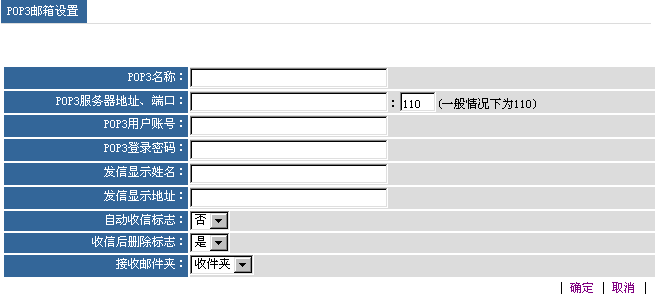 POP3邮箱设置
POP3名称：
POP3服务器地址、端口： : 110 (一般情况下为110)
POP3用户账号：
POP3登录密码：
发信显示姓名：
发信显示地址：
自动收信标志： 否
收信后删除标志： 是
接收邮件夹： 收件夹
| 确定 | 取消 |